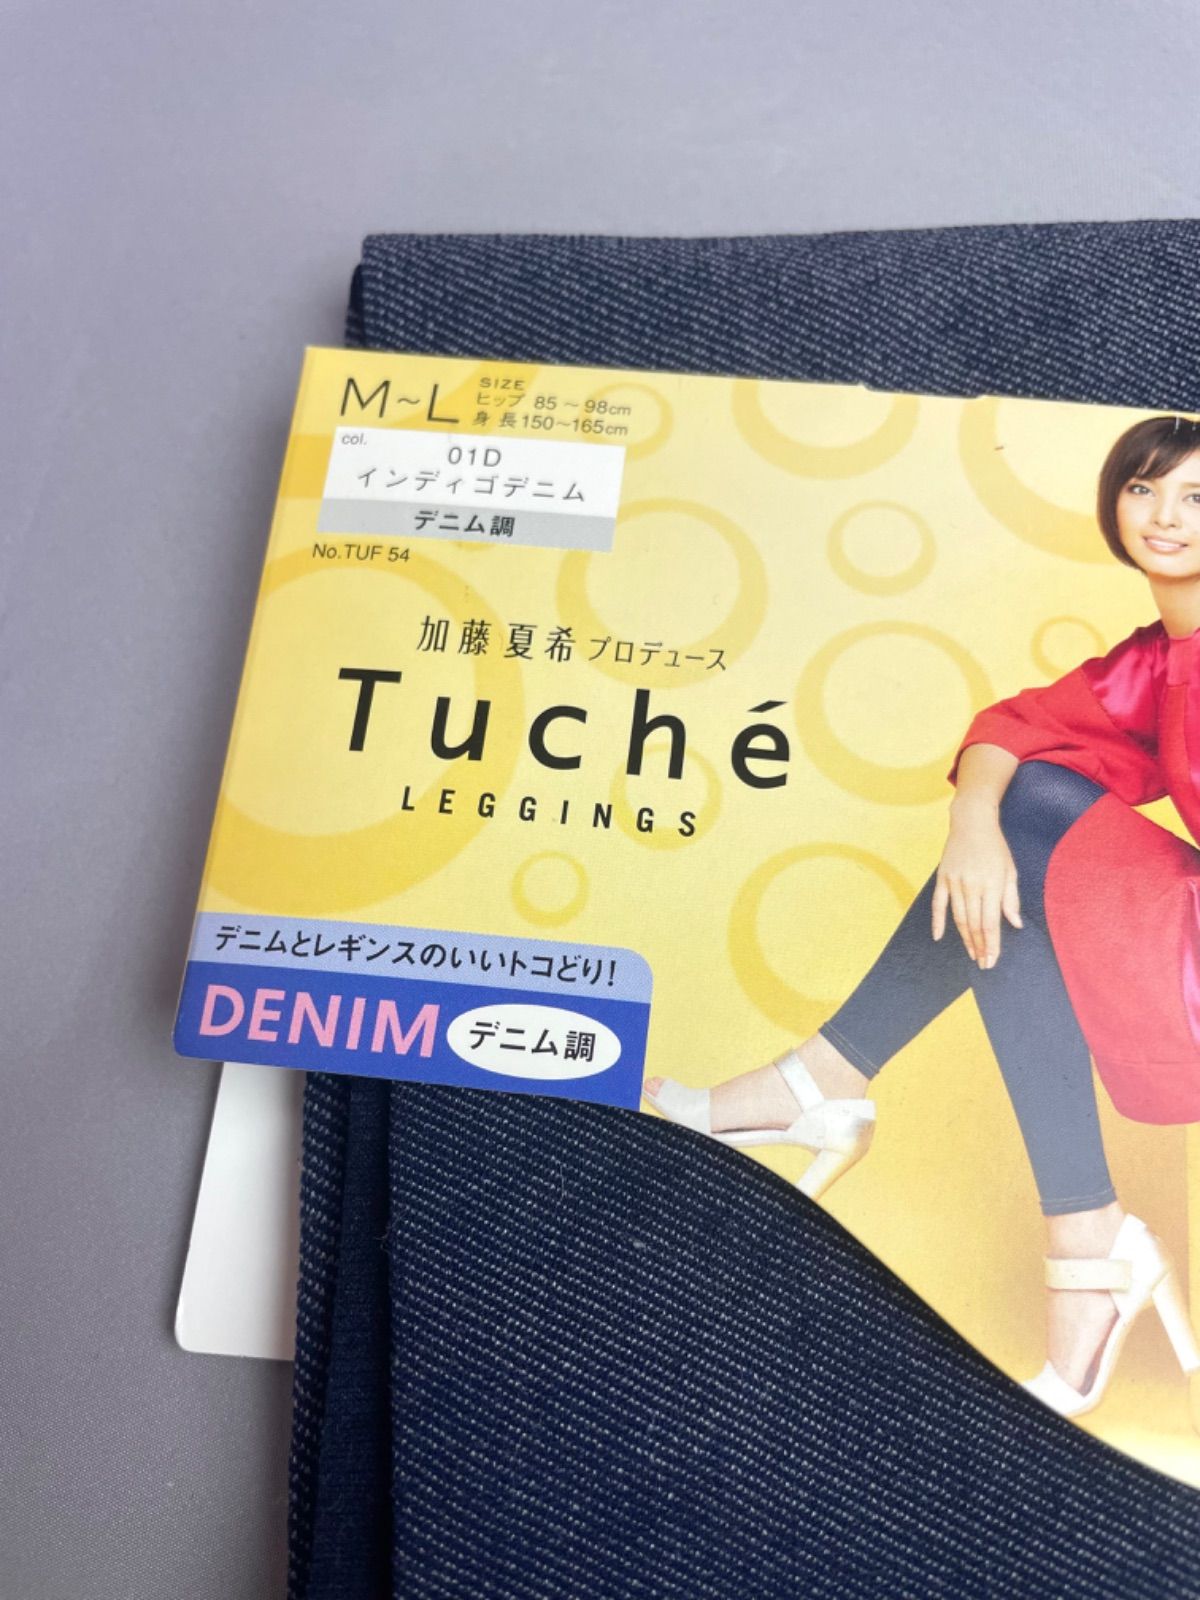 M~L
SIZE
ヒップ 85~98cm
身長150~165cm
col.
01D
インディゴデニム
デニム調
No.TUF 54
加藤夏希プロデュース
Tuché
LEGGINGS
デニムとレギンスのいいトコどり!
DENIM デニム調